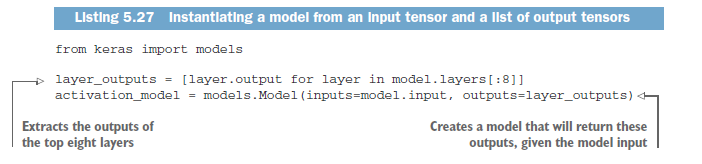 Listing 5.27 Instantiating a model from an input tensor and a list of output tensors
from keras import models
layer_outputs = [layer.output for layer in model.layers[:8]]
activation_model = models.Model(inputs=model.input, outputs=layer_outputs)
Extracts the outputs of
the top eight layers
Creates a model that will return these
outputs, given the model input